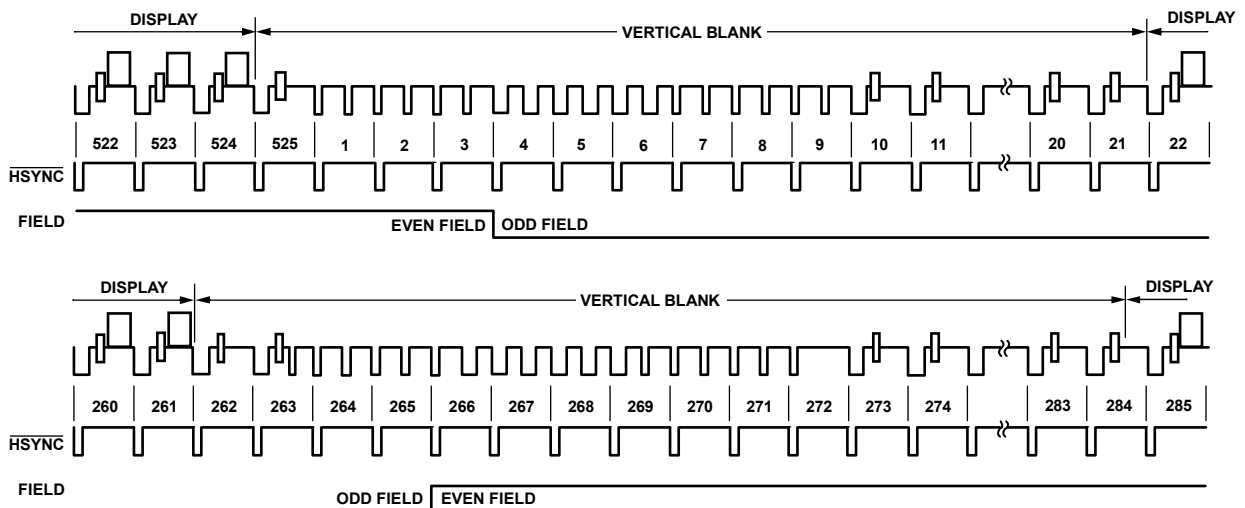 DISPLAY VERTICAL BLANK DISPLAY
522 523 524 525 1 2 3 4 5 6 7 8 9 10 11 20 21 22
HSYNC
FIELD EVEN FIELD ODD FIELD
DISPLAY VERTICAL BLANK DISPLAY
260 261 262 263 264 265 266 267 268 269 270 271 272 273 274 283 284 285
HSYNC
FIELD ODD FIELD EVEN FIELD